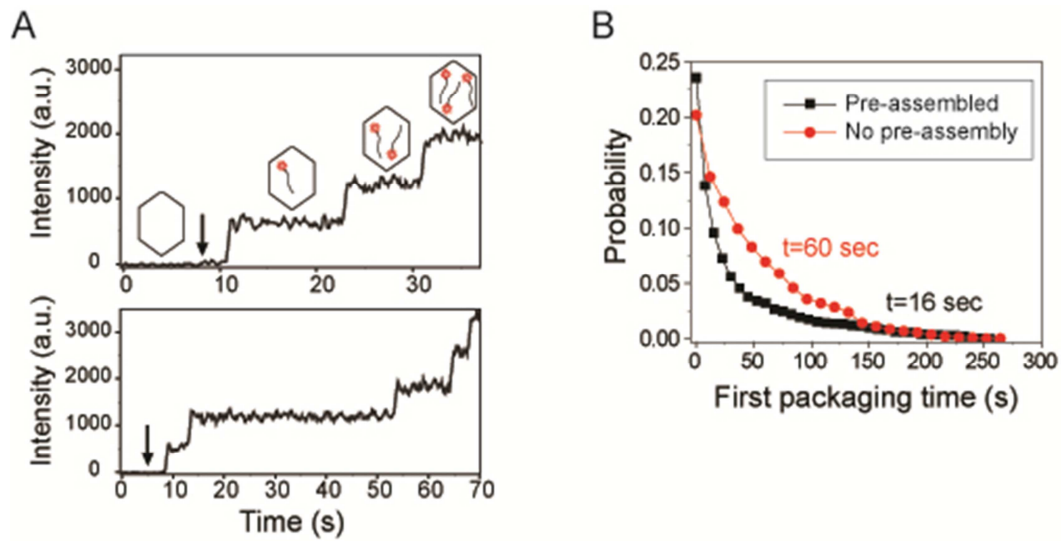 A
Intensity (a.u.)
3000
2000
1000
0
0 10 20 30
Intensity (a.u.)
3000
2000
1000
0
0 10 20 30 40 50 60 70
Time (s)
B
Probability
0.25
0.20
0.15
0.10
0.05
0.00
Pre-assembled
No pre-assembly
t=60 sec
t=16 sec
0 50 100 150 200 250 300
First packaging time (s)